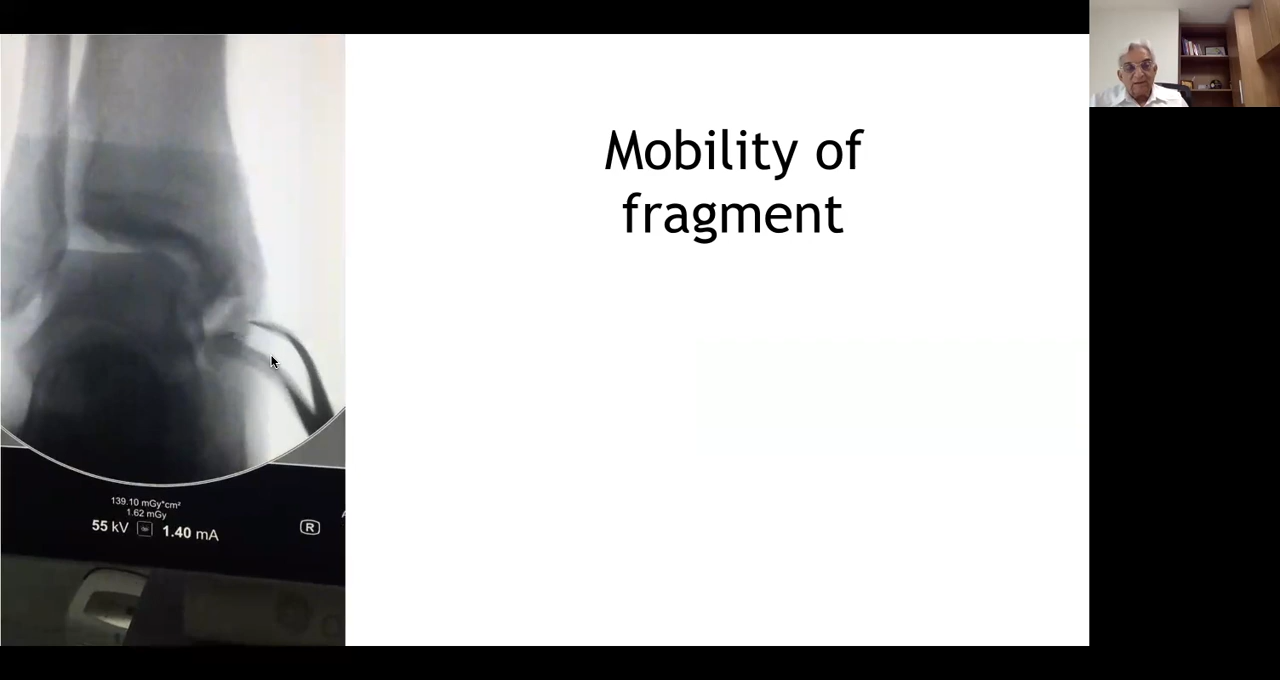 Mobility of
fragment
139.10 mGy*cm²
1.62 mGy
55 kV 1.40 mA
R